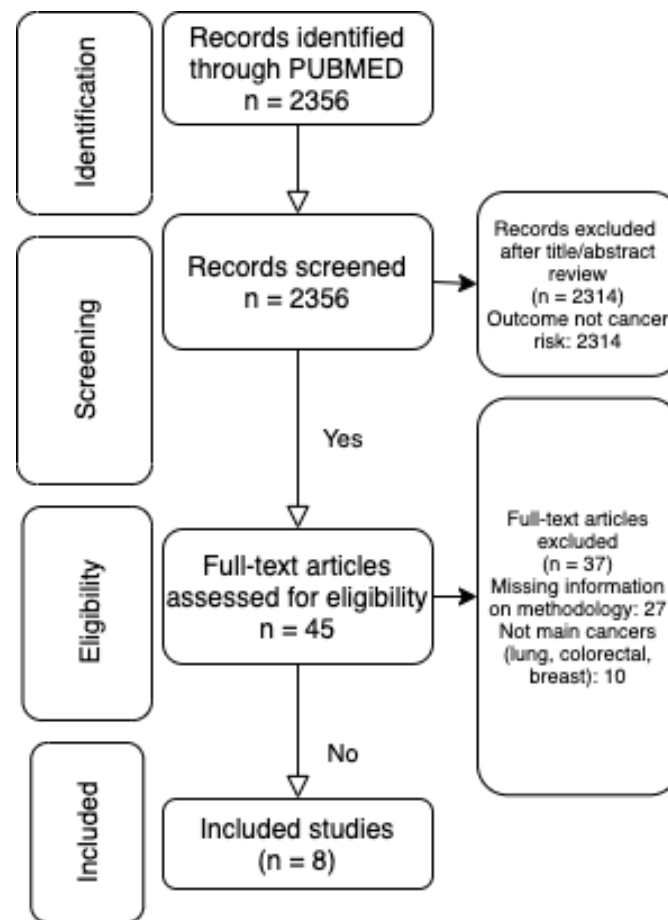 Identification
Records identified
through PUBMED
n = 2356
Screening
Records screened
n = 2356
Records excluded
after title/abstract
review
(n = 2314)
Outcome not cancer
risk: 2314
Yes
Eligibility
Full-text articles
assessed for eligibility
n = 45
Full-text articles
excluded
(n = 37)
Missing information
on methodology: 27
Not main cancers
(lung, colorectal,
breast): 10
No
Included
Included studies
(n = 8)